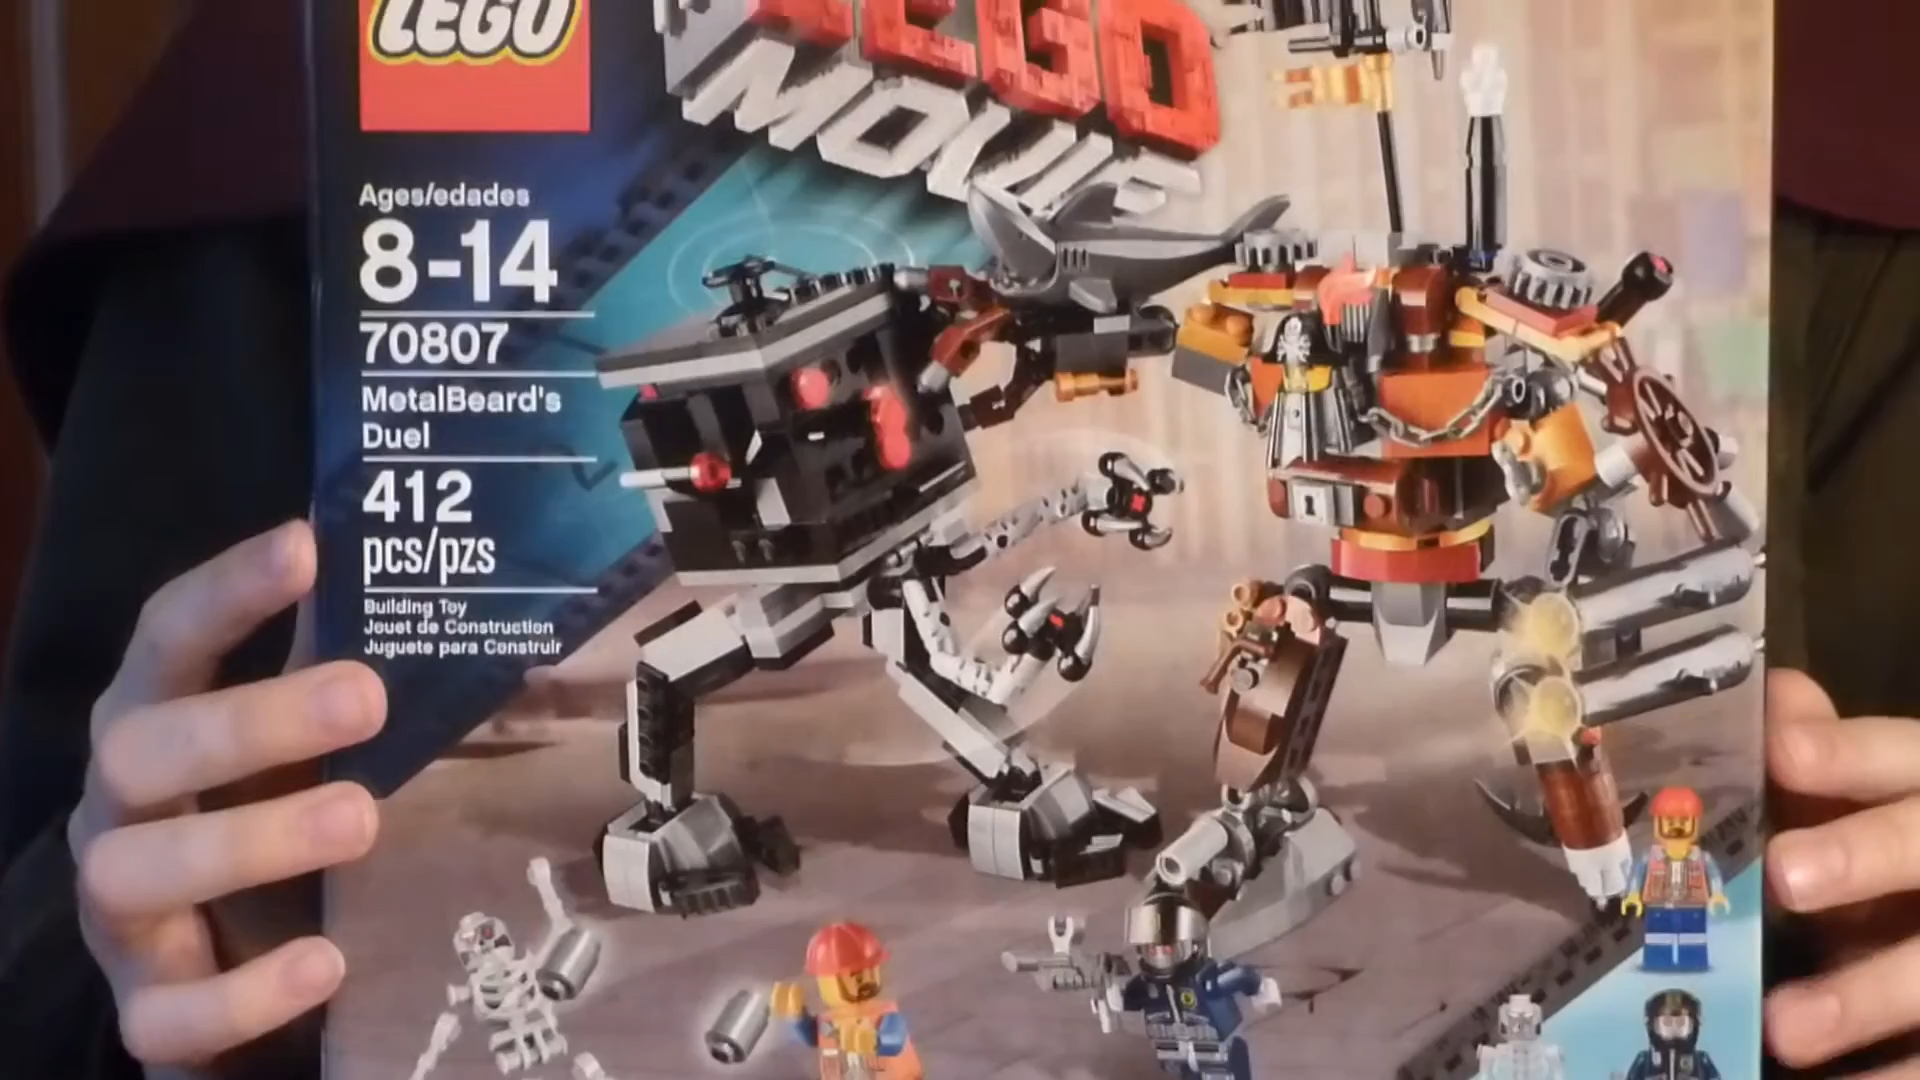 LEGO
LEGO
MOVIE
Ages/edades
8-14
70807
MetalBeard's
Duel
412
pcs/pzs
Building Toy
Jouet de Construction
Juguete para Construir